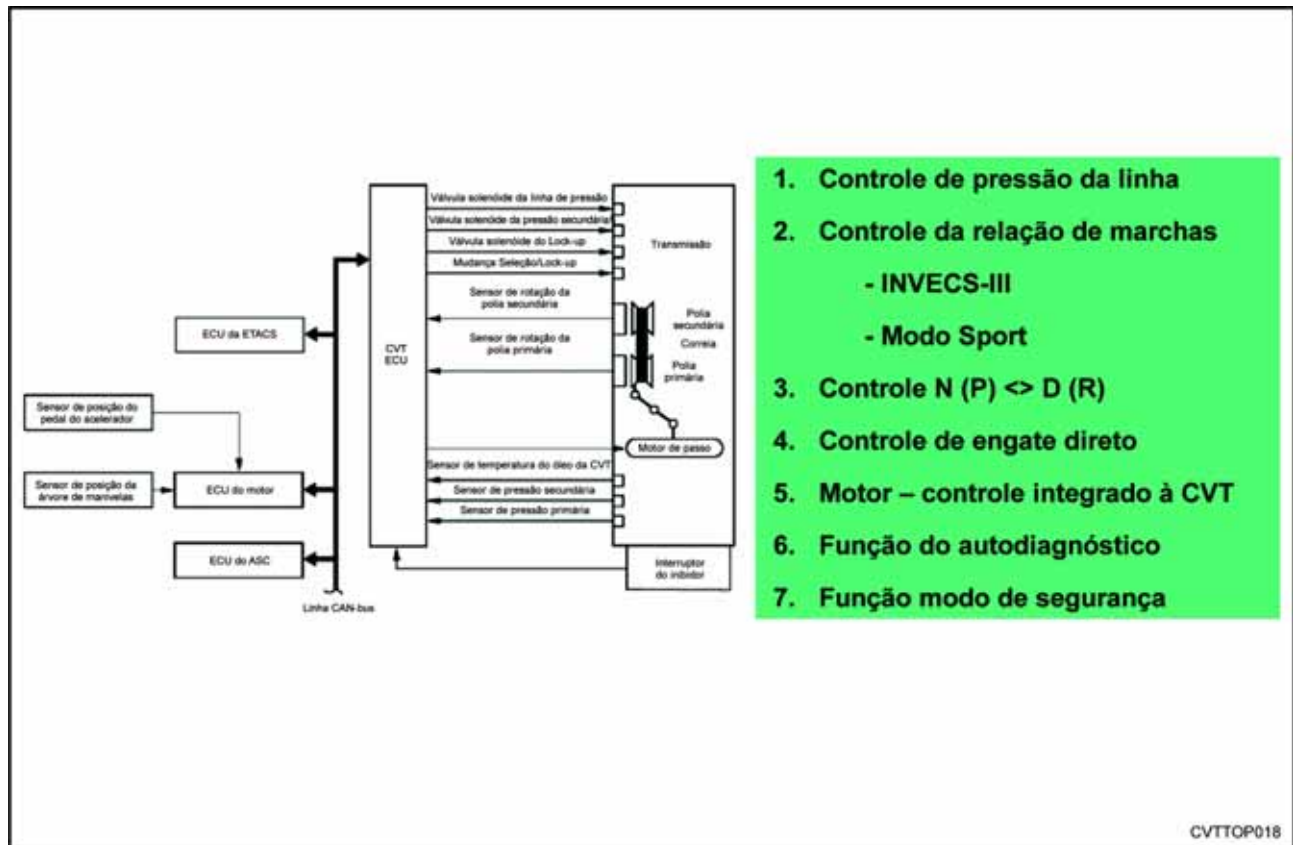 Válvula solenóide da linha de pressão
Válvula solenóide da pressão secundária
Válvula solenóide do Lock-up
Mudança Seleção/Lock-up
Sensor de rotação da
polia secundária
Sensor de rotação da
polia primária
CVT
ECU
Transmissão
Polia
secundária
Correia
Polia
primária
Motor de passo
Sensor de temperatura do óleo da CVT
Sensor de pressão secundária
Sensor de pressão primária
Interruptor
do inibidor
ECU da ETACS
Sensor de posição do
pedal do acelerador
Sensor de posição da
árvore de manivelas
ECU do motor
ECU do ASC
Linha CAN-bus
1. Controle de pressão da linha
2. Controle da relação de marchas
- INVECS-III
- Modo Sport
3. Controle N (P) <> D (R)
4. Controle de engate direto
5. Motor – controle integrado à CVT
6. Função do autodiagnóstico
7. Função modo de segurança
CVTTOP018